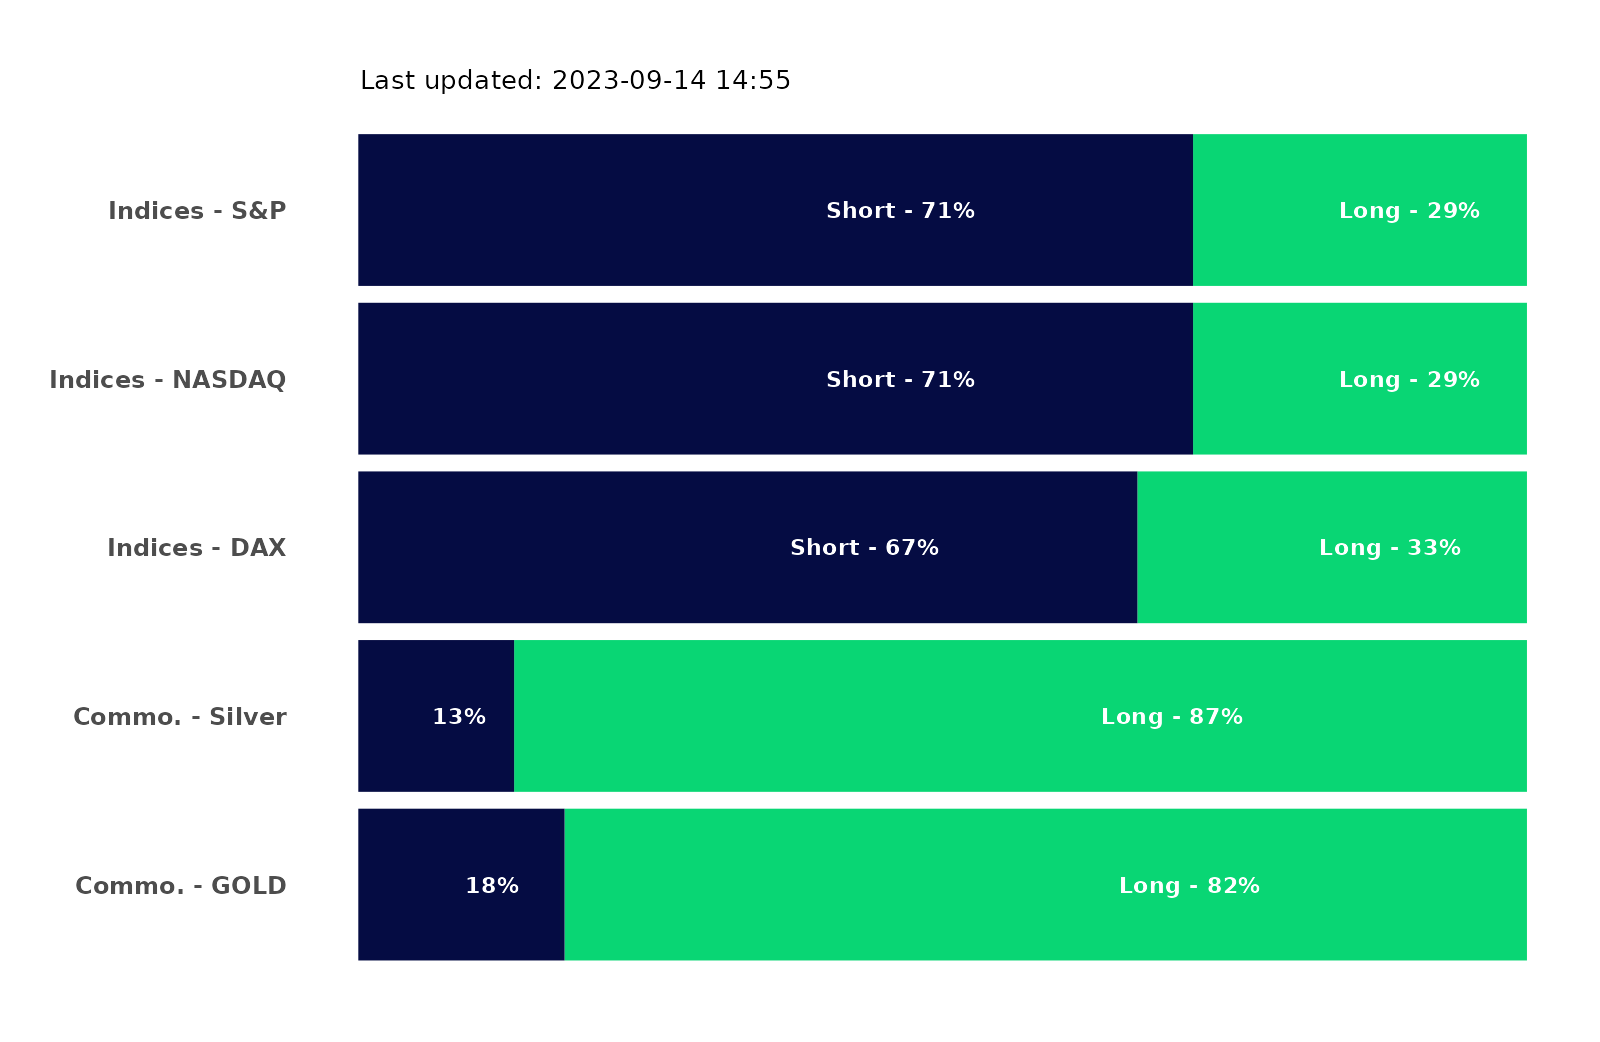 Last updated: 2023-09-14 14:55
Indices - S&P Short - 71% Long - 29%
Indices - NASDAQ Short - 71% Long - 29%
Indices - DAX Short - 67% Long - 33%
Commo. - Silver 13% Long - 87%
Commo. - GOLD 18% Long - 82%